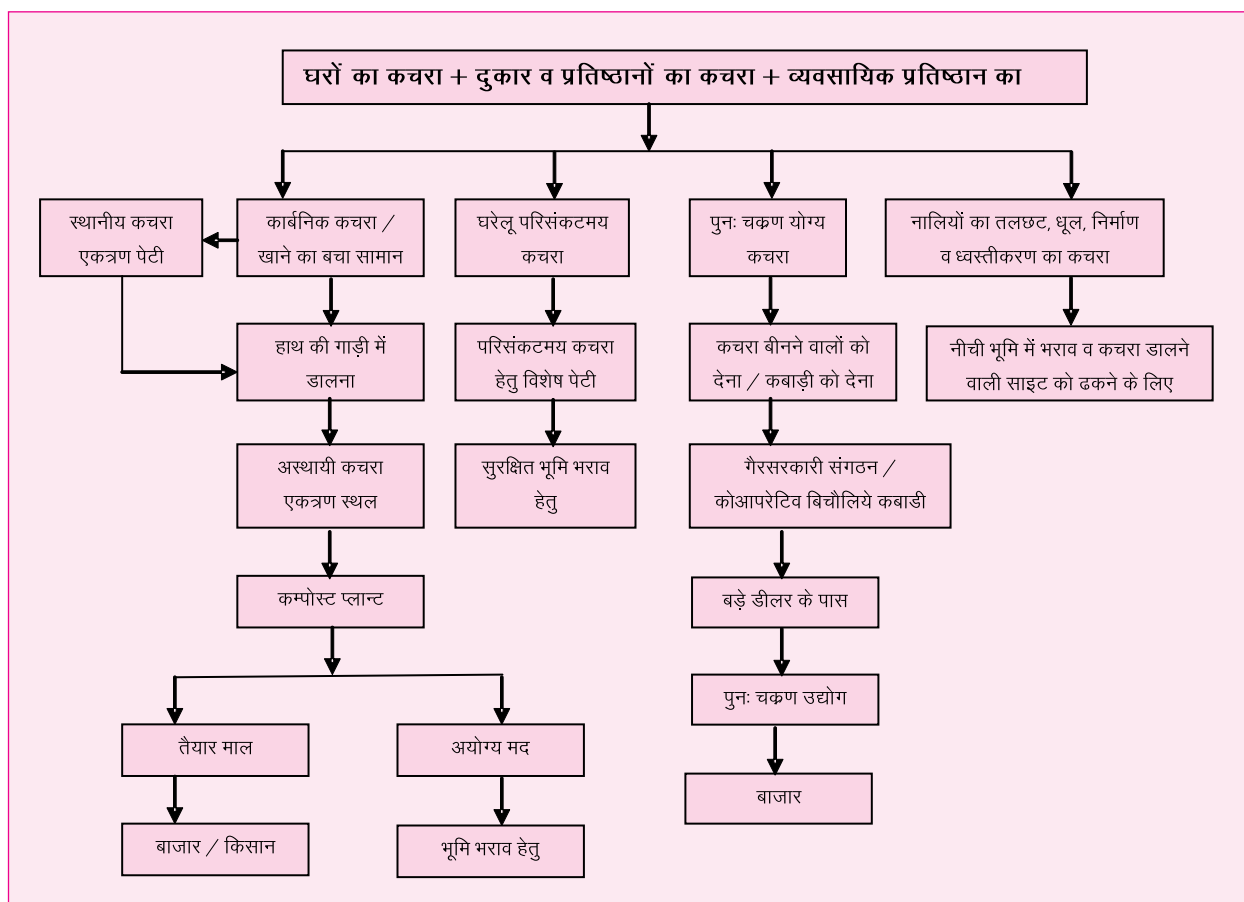 घरों का कचरा + दुकार व प्रतिष्ठानों का कचरा + व्यवसायिक प्रतिष्ठान का
स्थानीय कचरा
एकत्रण पेटी
कार्बनिक कचरा /
खाने का बचा सामान
घरेलू परिसंकटमय
कचरा
पुनः चक्रण योग्य
कचरा
नालियों का तलछट, धूल, निर्माण
व ध्वस्तीकरण का कचरा
हाथ की गाड़ी में
डालना
परिसंकटमय कचरा
हेतु विशेष पेटी
कचरा बीनने वालों को
देना / कबाड़ी को देना
नीची भूमि में भराव व कचरा डालने
वाली साइट को ढकने के लिए
अस्थायी कचरा
एकत्रण स्थल
सुरक्षित भूमि भराव
हेतु
गैरसरकारी संगठन /
कोआपरेटिव बिचौलिये कबाडी
कम्पोस्ट प्लान्ट
बड़े डीलर के पास
पुनः चक्रण उद्योग
तैयार माल
अयोग्य मद
बाजार
बाजार / किसान
भूमि भराव हेतु